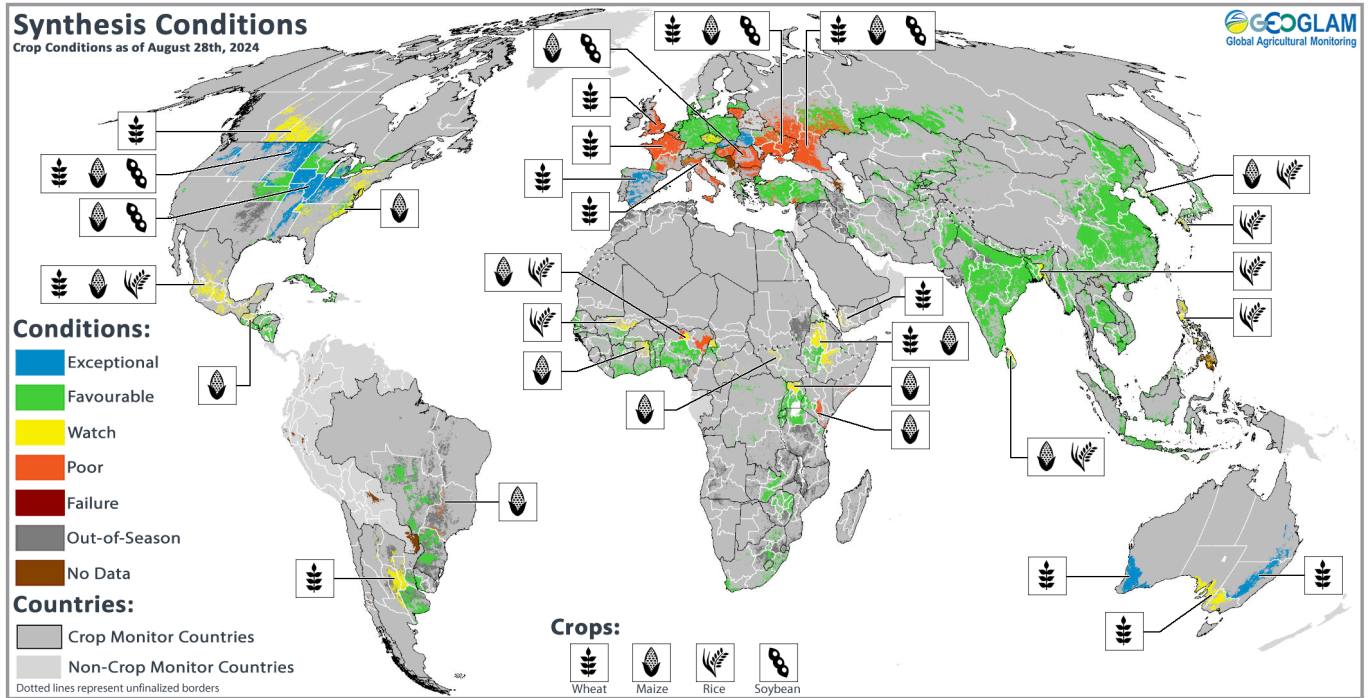 Synthesis Conditions
Crop Conditions as of August 28th, 2024
GEOGLAM
Global Agricultural Monitoring
Conditions:
Exceptional
Favourable
Watch
Poor
Failure
Out-of-Season
No Data
Countries:
Crop Monitor Countries
Non-Crop Monitor Countries
Dotted lines represent unfinalized borders
Crops:
Wheat
Maize
Rice
Soybean